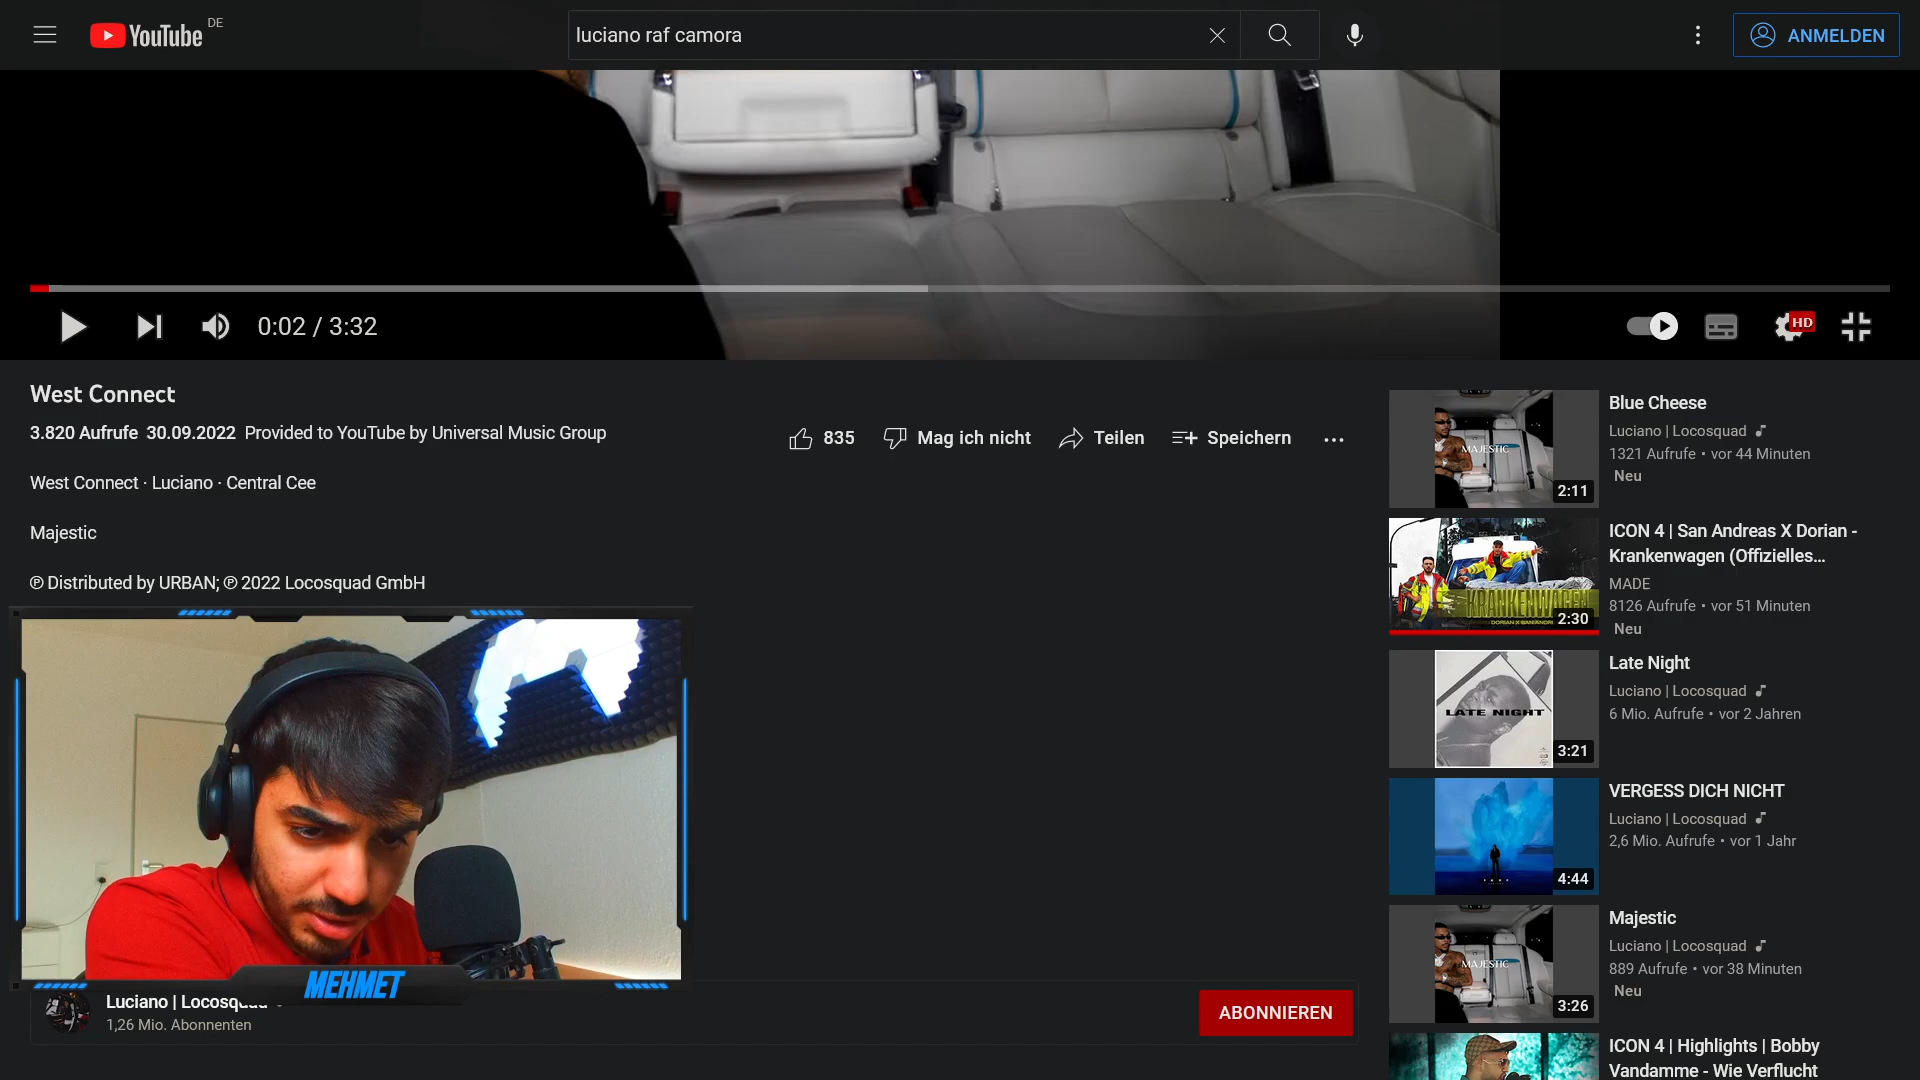 YouTube DE
luciano raf camora
ANMELDEN
0:02 / 3:32
HD
West Connect
3.820 Aufrufe 30.09.2022 Provided to YouTube by Universal Music Group
835 Mag ich nicht Teilen Speichern
West Connect · Luciano · Central Cee
Majestic
℗ Distributed by URBAN; ℗ 2022 Locosquad GmbH
MEHMET
Luciano | Locosquad
1,26 Mio. Abonnenten
ABONNIEREN
MAJESTIC
2:11
Blue Cheese
Luciano | Locosquad
1321 Aufrufe • vor 44 Minuten
Neu
KRANKENWAGEN
2:30
ICON 4 | San Andreas X Dorian -
Krankenwagen (Offizielles...
MADE
8126 Aufrufe • vor 51 Minuten
Neu
LATE NIGHT
3:21
Late Night
Luciano | Locosquad
6 Mio. Aufrufe • vor 2 Jahren
4:44
VERGESS DICH NICHT
Luciano | Locosquad
2,6 Mio. Aufrufe • vor 1 Jahr
MAJESTIC
3:26
Majestic
Luciano | Locosquad
889 Aufrufe • vor 38 Minuten
Neu
ICON 4 | Highlights | Bobby
Vandamme - Wie Verflucht